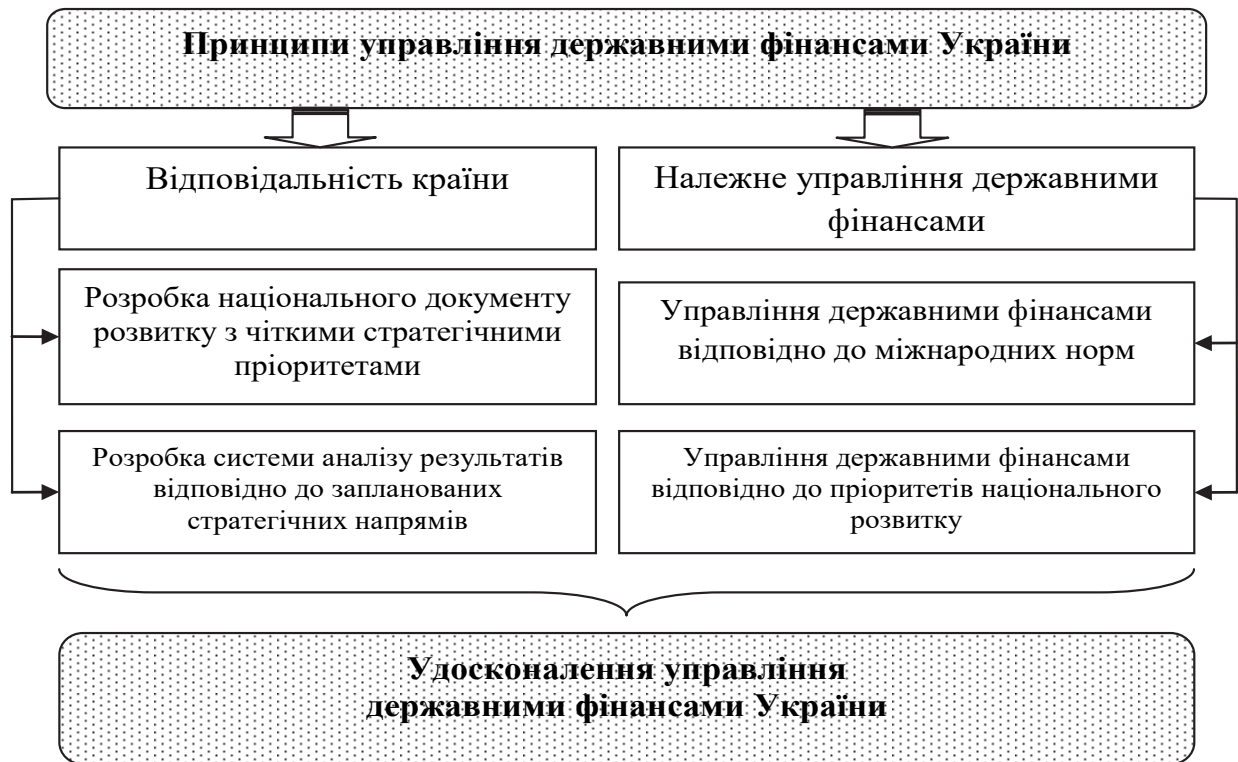 Принципи управління державними фінансами України
Відповідальність країни
Належне управління державними
фінансами
Розробка національного документу
розвитку з чіткими стратегічними
пріоритетами
Управління державними фінансами
відповідно до міжнародних норм
Розробка системи аналізу результатів
відповідно до запланованих
стратегічних напрямів
Управління державними фінансами
відповідно до пріоритетів національного
розвитку
Удосконалення управління
державними фінансами України